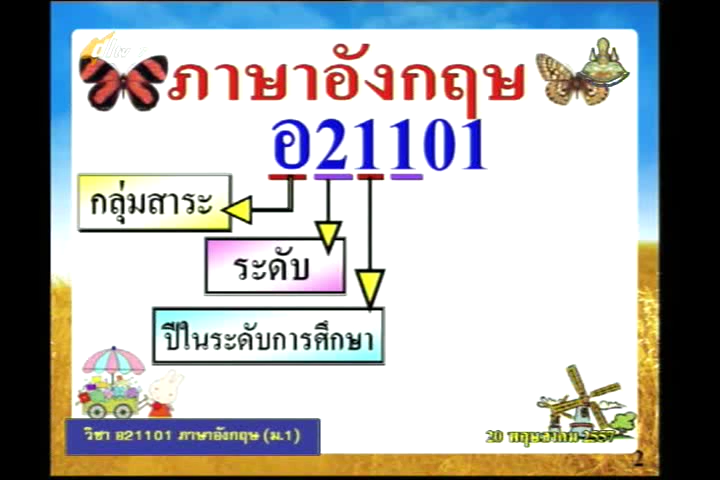 ภาษาอังกฤษ
อ21101
กลุ่มสาระ
ระดับ
ปีในระดับการศึกษา
วิชา อ21101 ภาษาอังกฤษ (ม.1)
20 พฤษภาคม 2557
2